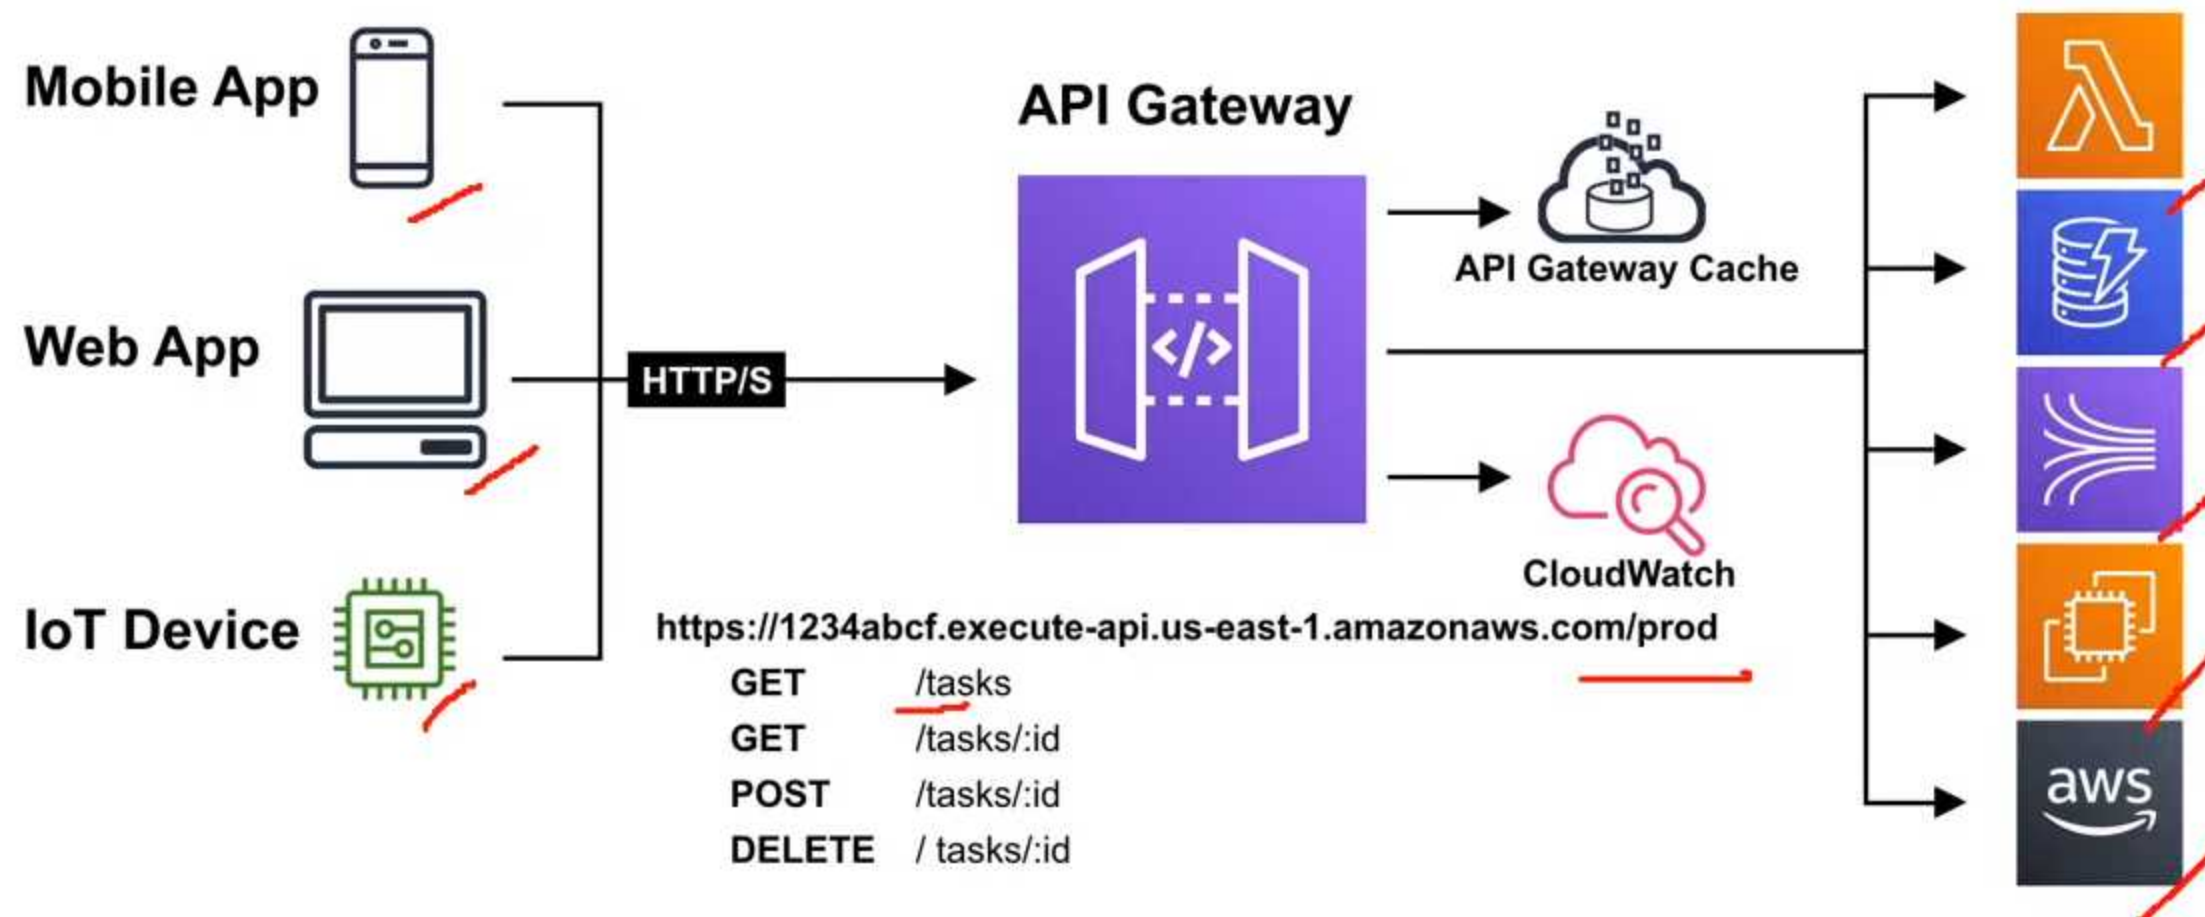 Mobile App
Web App
IoT Device
HTTP/S
API Gateway
</>
API Gateway Cache
CloudWatch
https://1234abcf.execute-api.us-east-1.amazonaws.com/prod
GET /tasks
GET /tasks/:id
POST /tasks/:id
DELETE / tasks/:id
aws